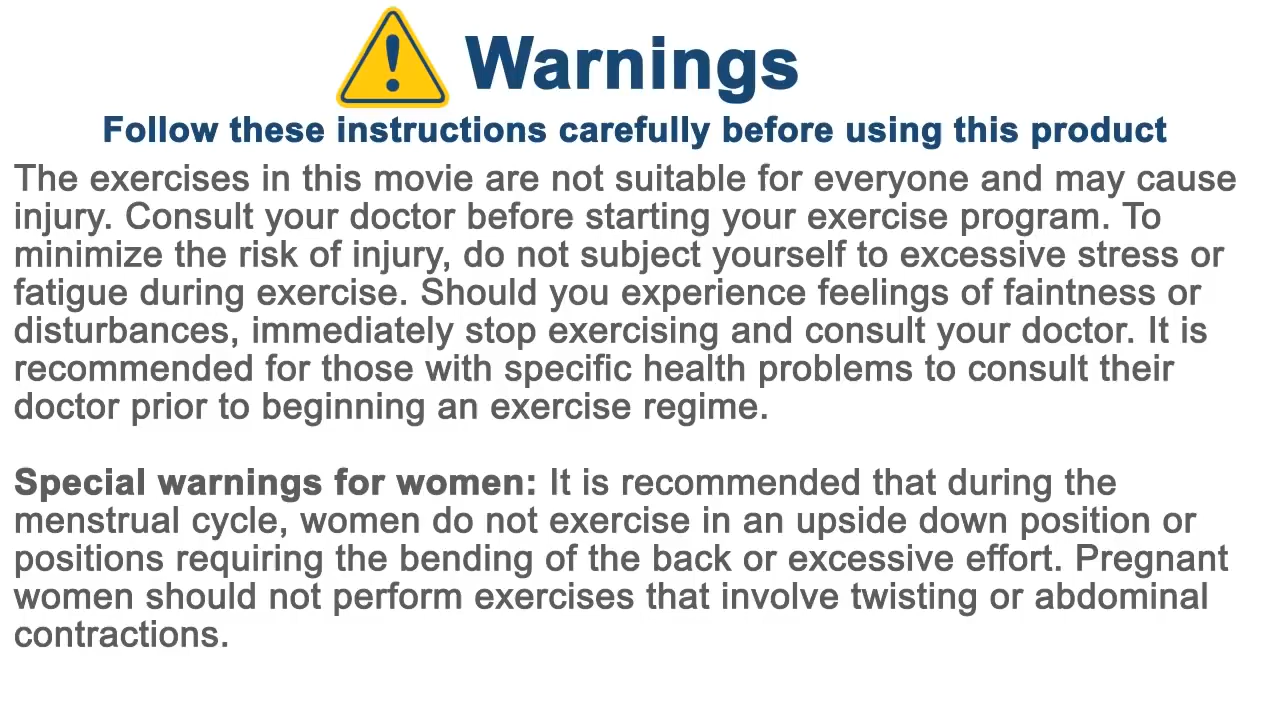 Warnings
Follow these instructions carefully before using this product
The exercises in this movie are not suitable for everyone and may cause
injury. Consult your doctor before starting your exercise program. To
minimize the risk of injury, do not subject yourself to excessive stress or
fatigue during exercise. Should you experience feelings of faintness or
disturbances, immediately stop exercising and consult your doctor. It is
recommended for those with specific health problems to consult their
doctor prior to beginning an exercise regime.
Special warnings for women: It is recommended that during the
menstrual cycle, women do not exercise in an upside down position or
positions requiring the bending of the back or excessive effort. Pregnant
women should not perform exercises that involve twisting or abdominal
contractions.